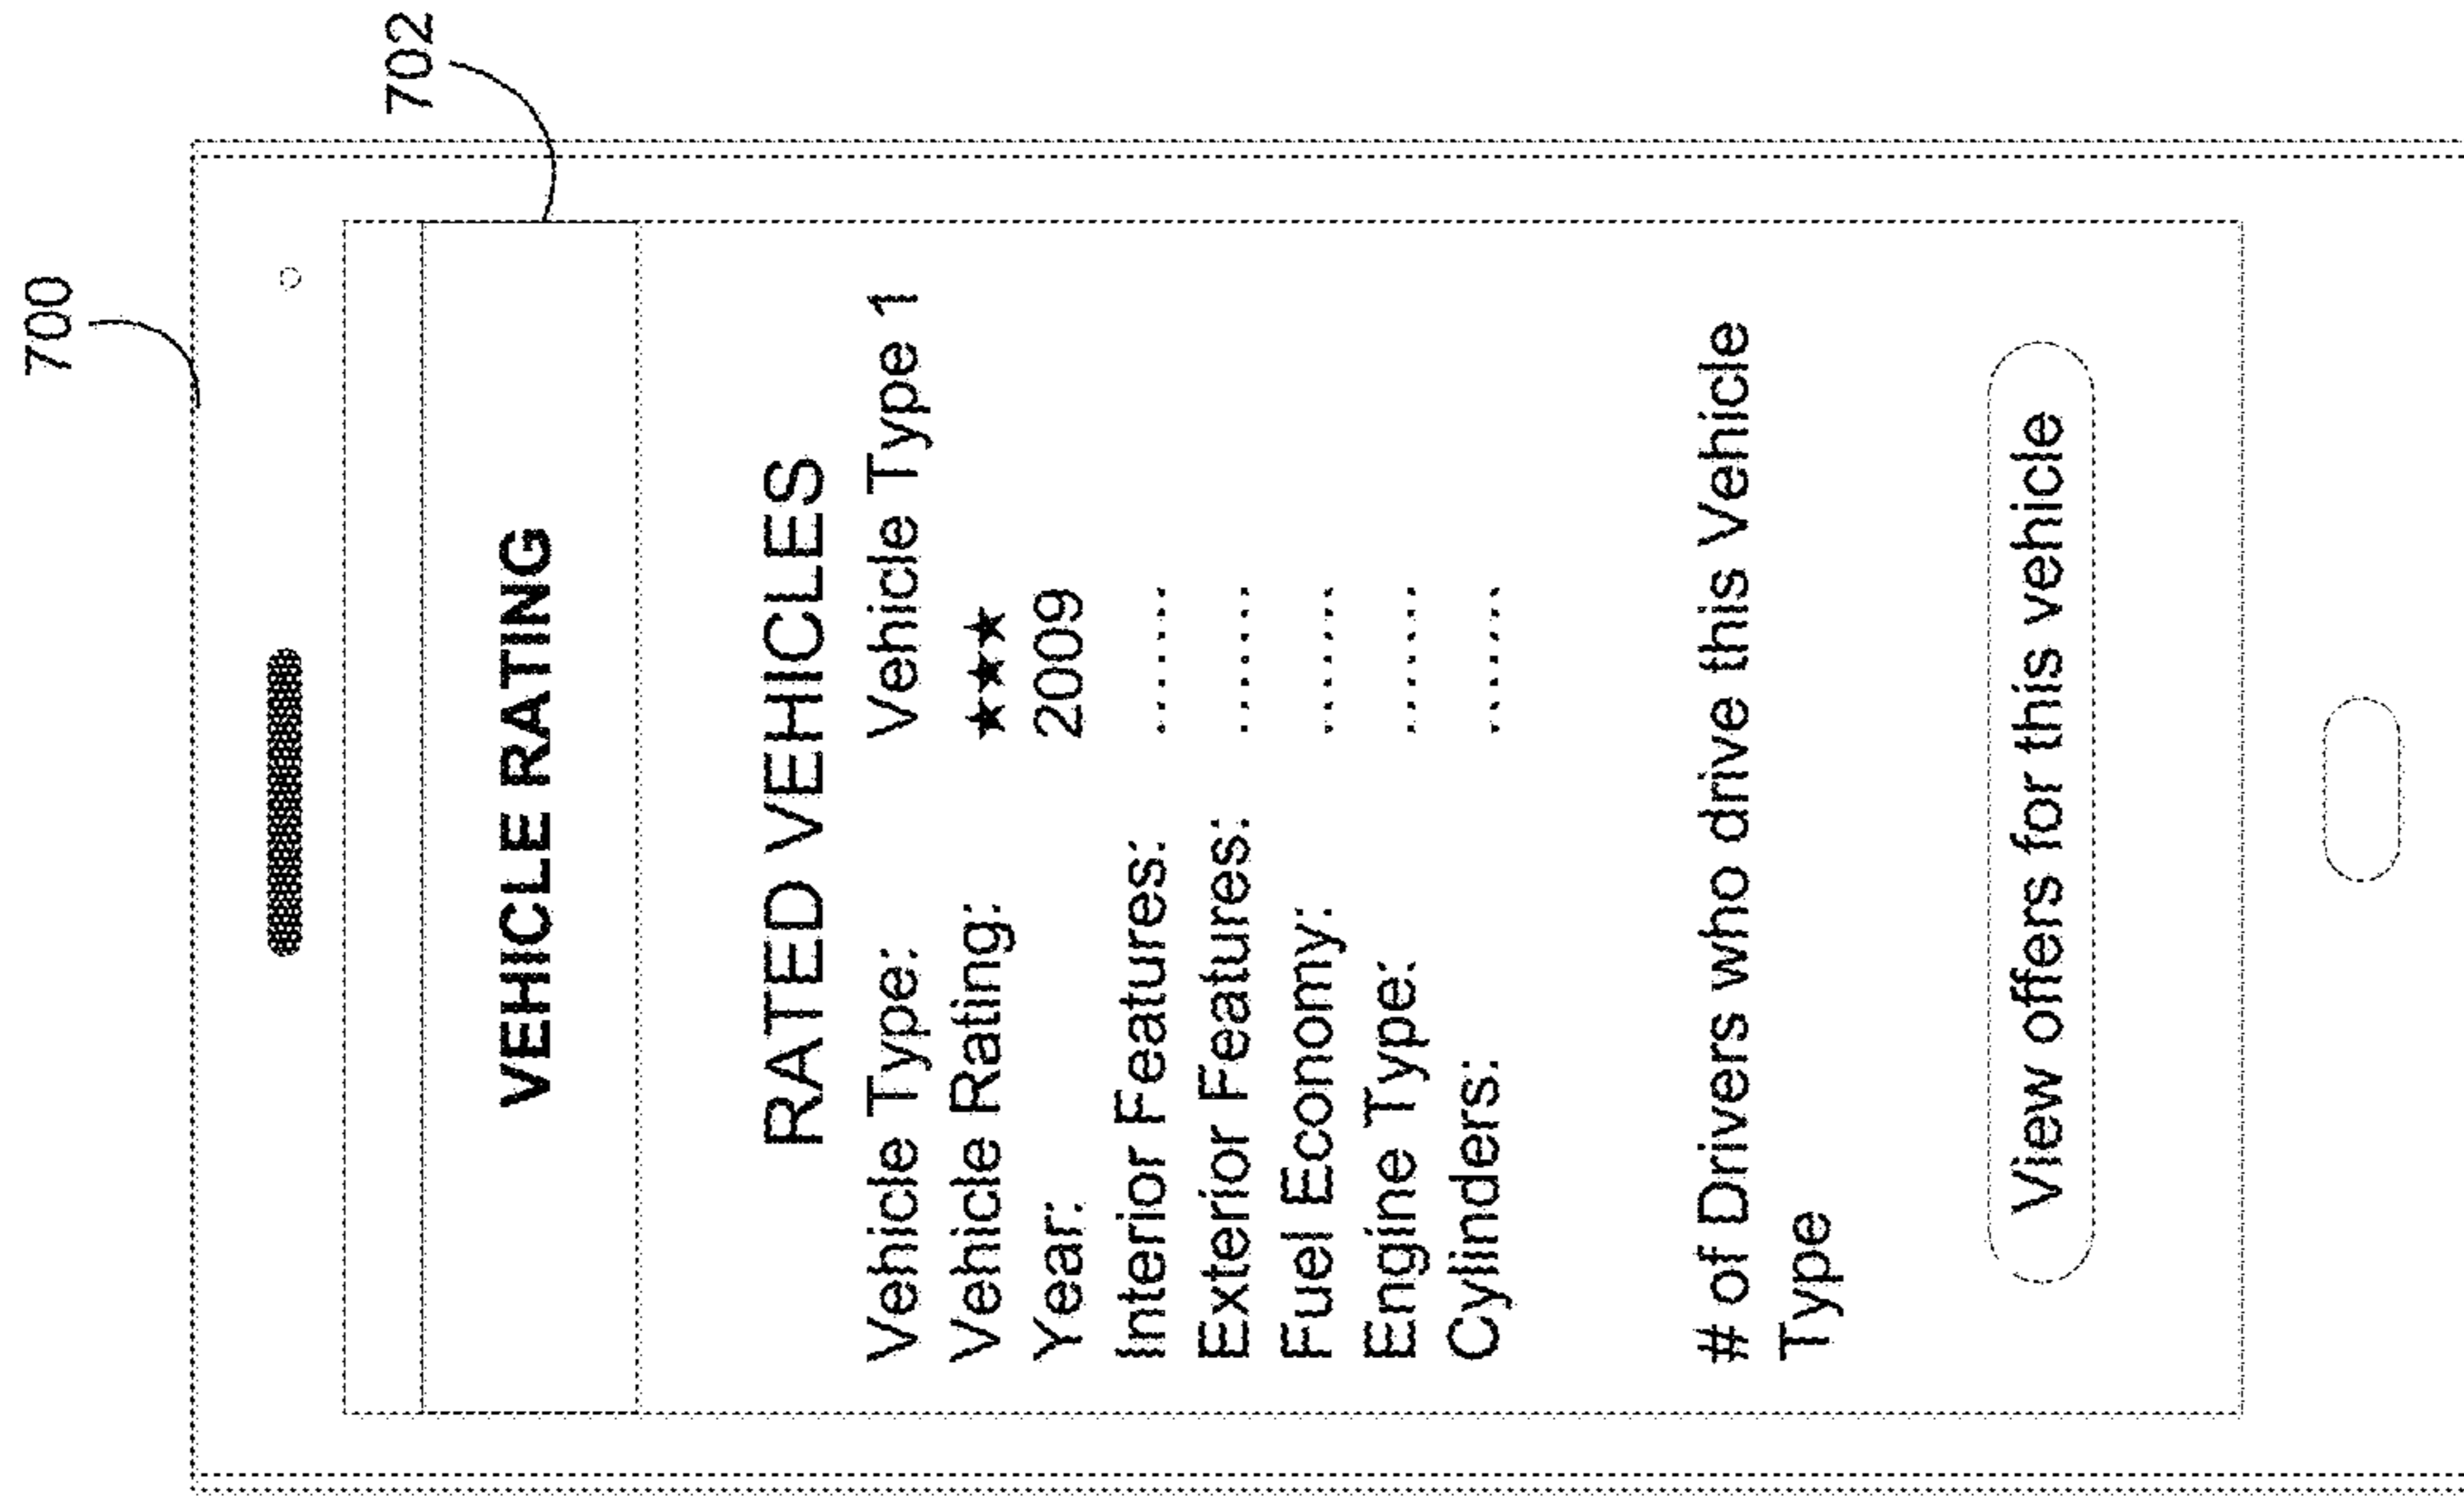 700
702
VEHICLE RATING
RATED VEHICLES
Vehicle Type: Vehicle Type 1
Vehicle Rating: ★★★
Year: 2009
Interior Features: .......
Exterior Features: .......
Fuel Economy: .......
Engine Type: .......
Cylinders: .......
# of Drivers who drive this Vehicle
Type
View offers for this vehicle